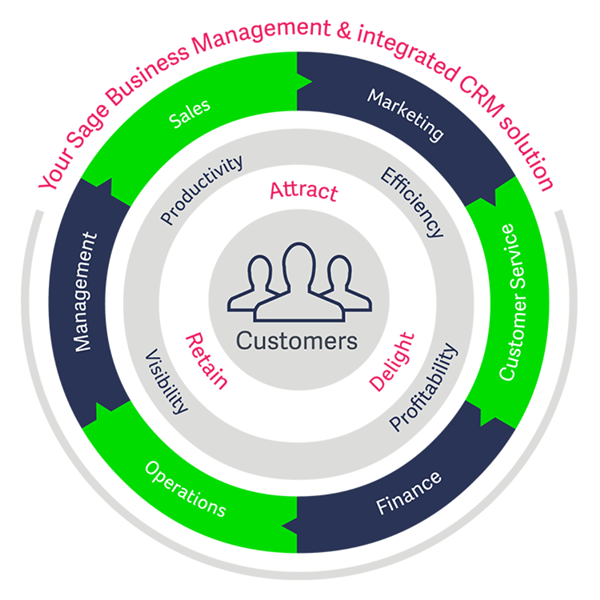 Your Sage Business Management & integrated CRM solution
Sales
Marketing
Customer Service
Finance
Operations
Management
Productivity
Efficiency
Profitability
Visibility
Attract
Delight
Retain
Customers